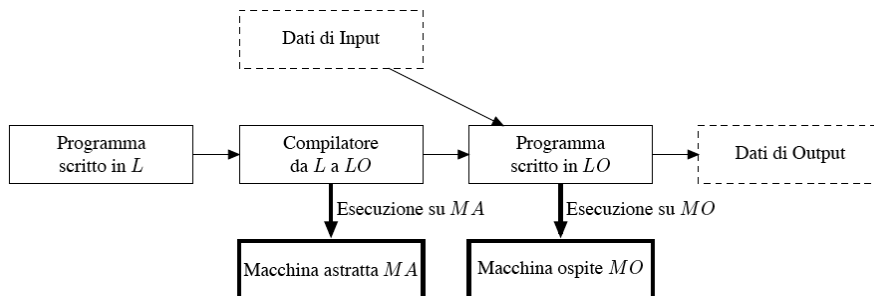 Dati di Input
Programma
scritto in L
Compilatore
da L a LO
Programma
scritto in LO
Dati di Output
Esecuzione su MA
Esecuzione su MO
Macchina astratta MA
Macchina ospite MO